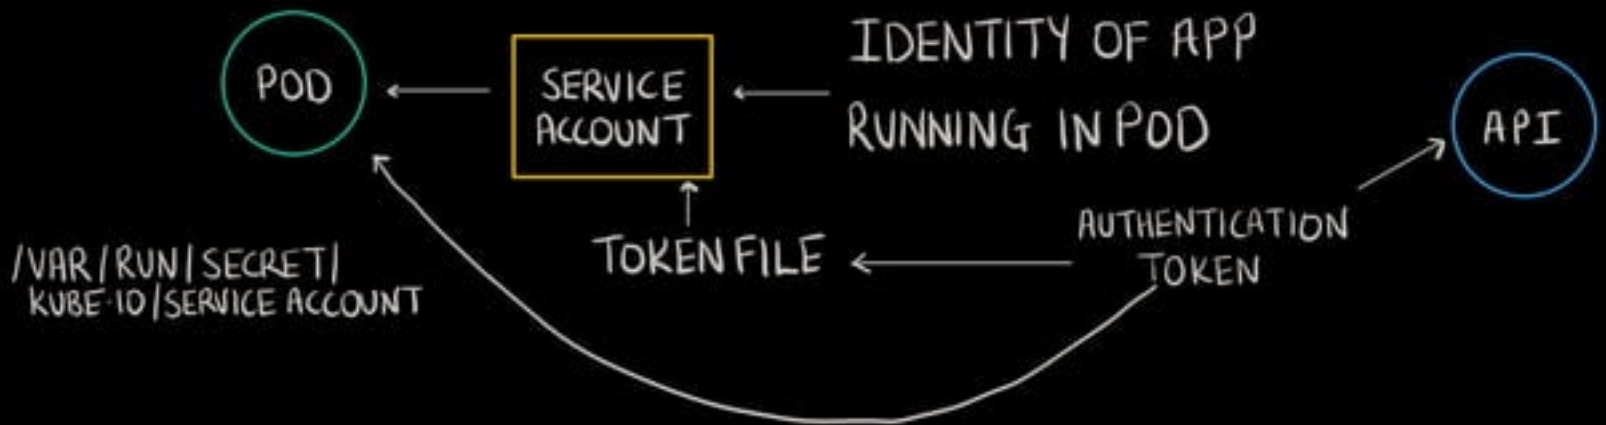 POD
SERVICE
ACCOUNT
IDENTITY OF APP
RUNNING IN POD
API
/VAR/RUN/SECRET/
KUBE.IO/SERVICE ACCOUNT
TOKEN FILE
AUTHENTICATION
TOKEN